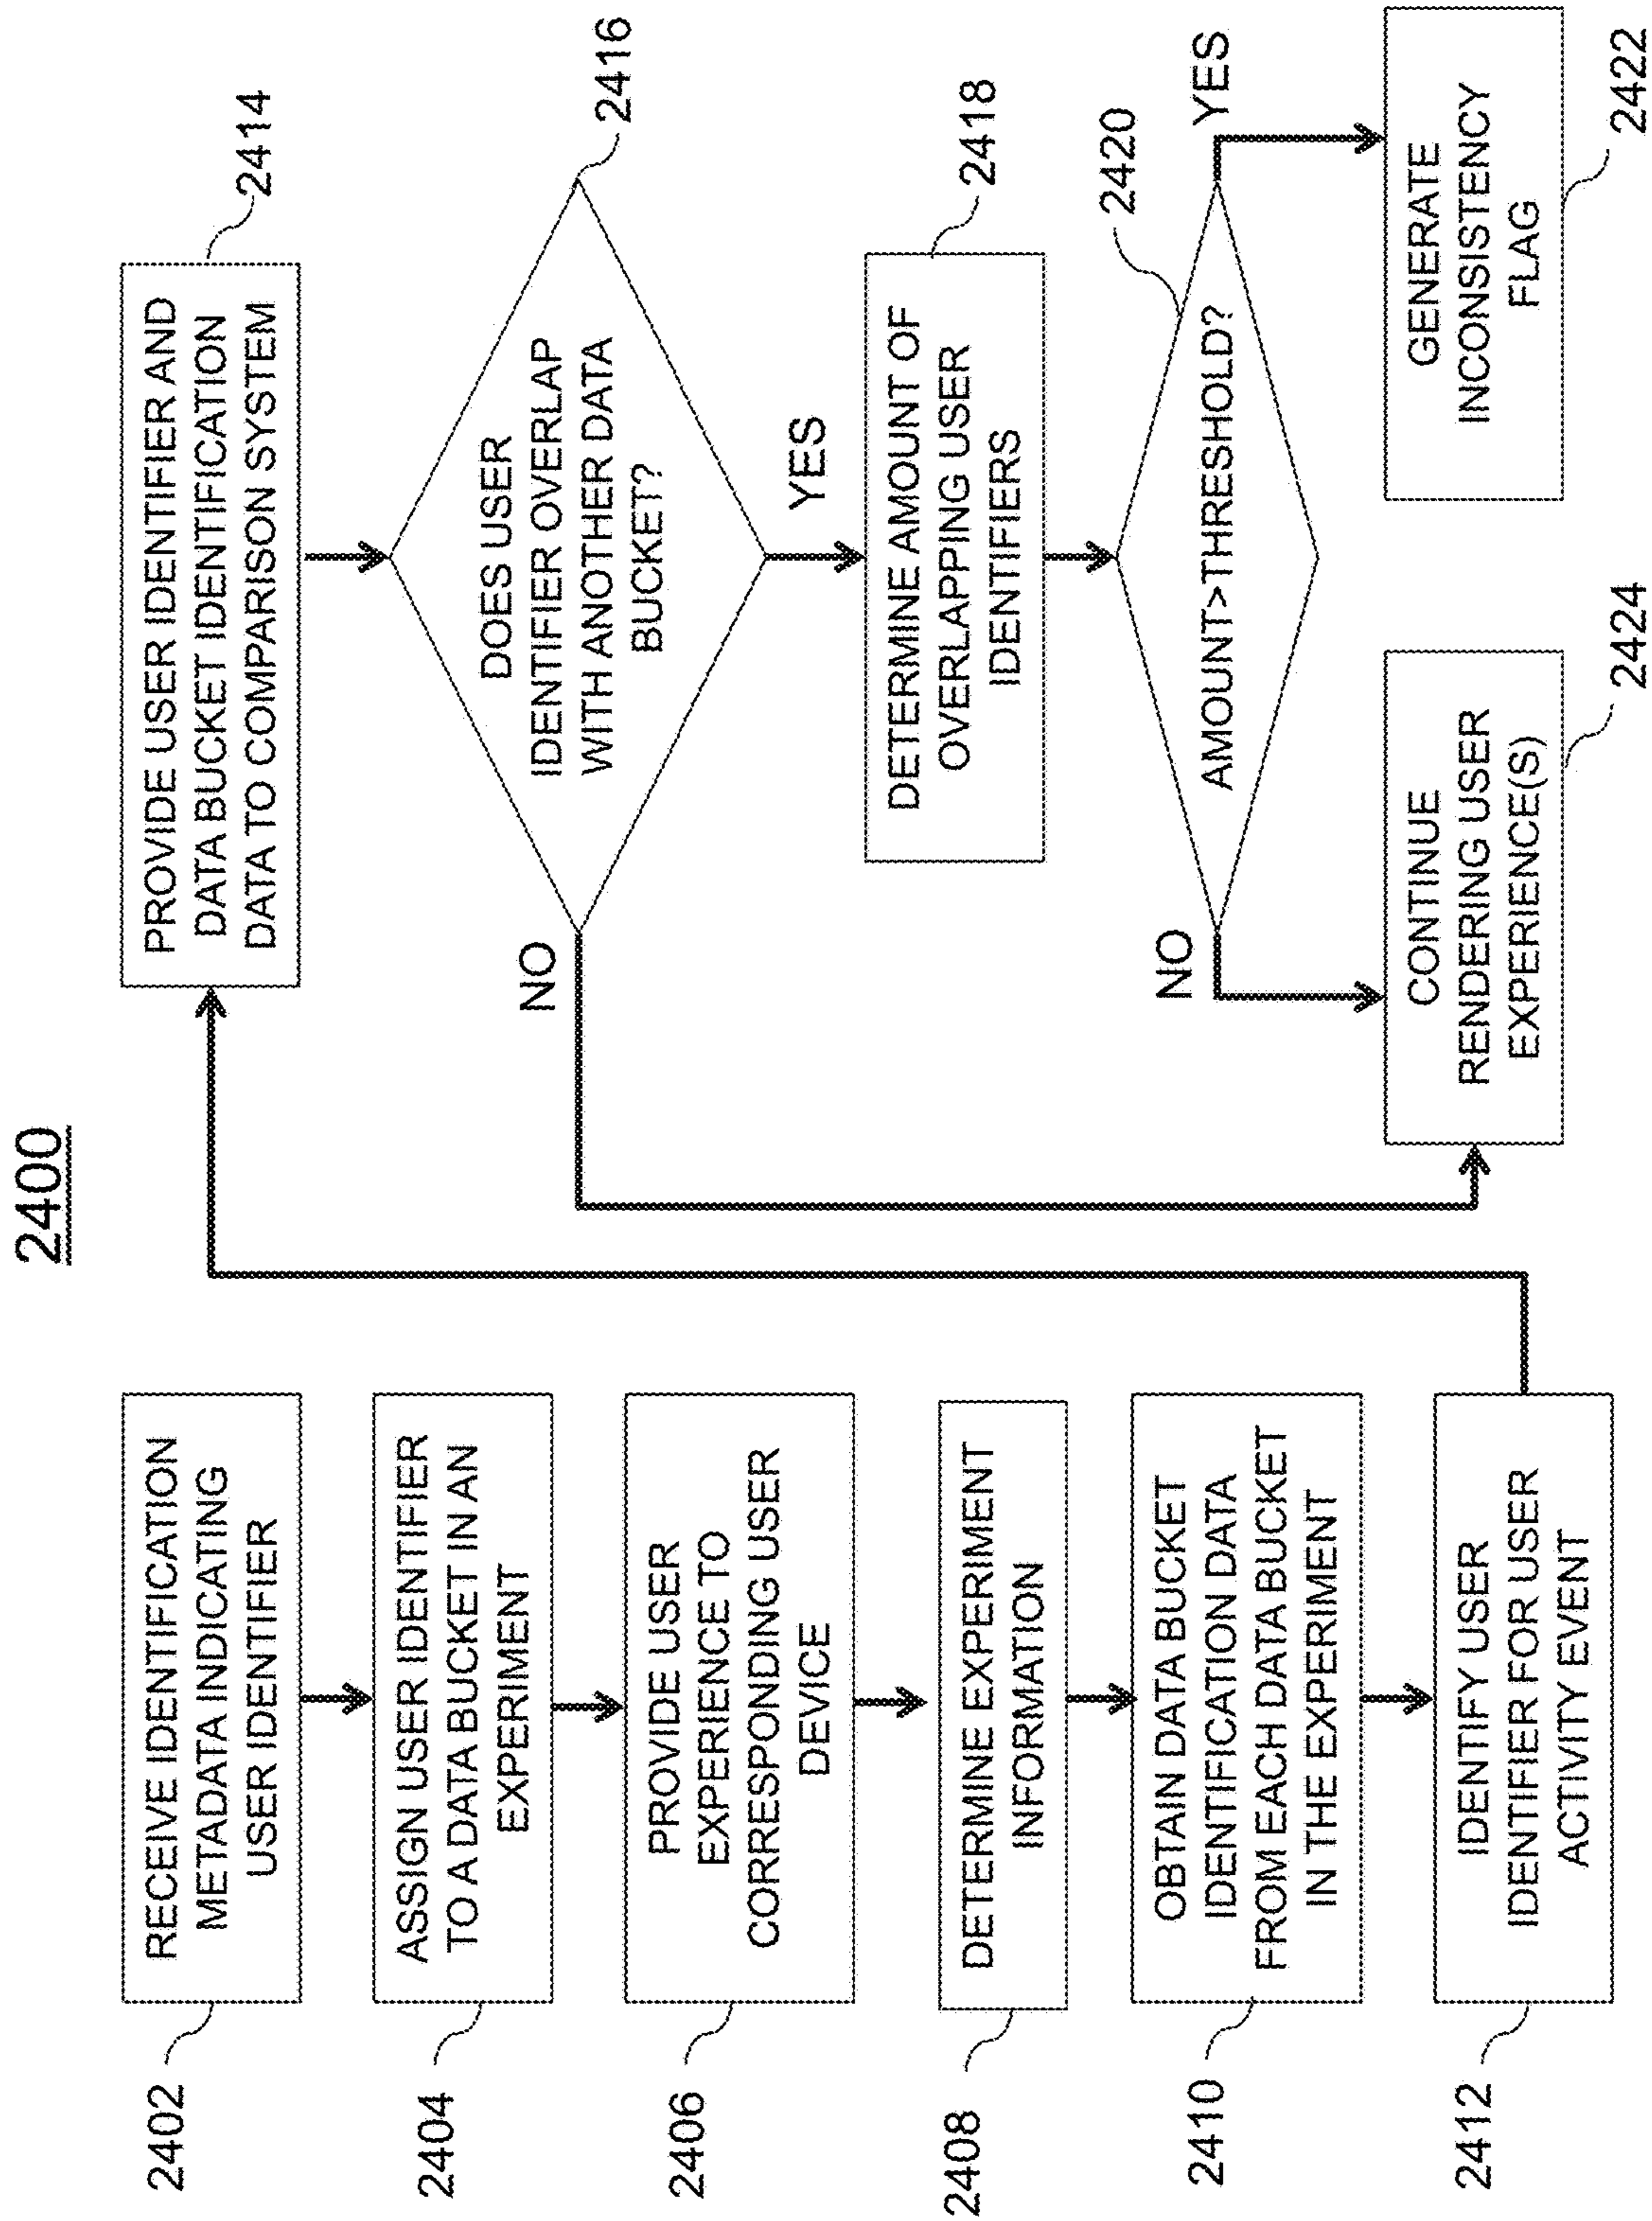 2400
2402
RECEIVE IDENTIFICATION
METADATA INDICATING
USER IDENTIFIER
2404
ASSIGN USER IDENTIFIER
TO A DATA BUCKET IN AN
EXPERIMENT
2406
PROVIDE USER
EXPERIENCE TO
CORRESPONDING USER
DEVICE
2408
DETERMINE EXPERIMENT
INFORMATION
2410
OBTAIN DATA BUCKET
IDENTIFICATION DATA
FROM EACH DATA BUCKET
IN THE EXPERIMENT
2412
IDENTIFY USER
IDENTIFIER FOR USER
ACTIVITY EVENT
PROVIDE USER IDENTIFIER AND
DATA BUCKET IDENTIFICATION
DATA TO COMPARISON SYSTEM
2414
DOES USER
IDENTIFIER OVERLAP
WITH ANOTHER DATA
BUCKET?
2416
NO
YES
DETERMINE AMOUNT OF
OVERLAPPING USER
IDENTIFIERS
2418
AMOUNT>THRESHOLD?
2420
NO
YES
CONTINUE
RENDERING USER
EXPERIENCE(S)
2424
GENERATE
INCONSISTENCY
FLAG
2422